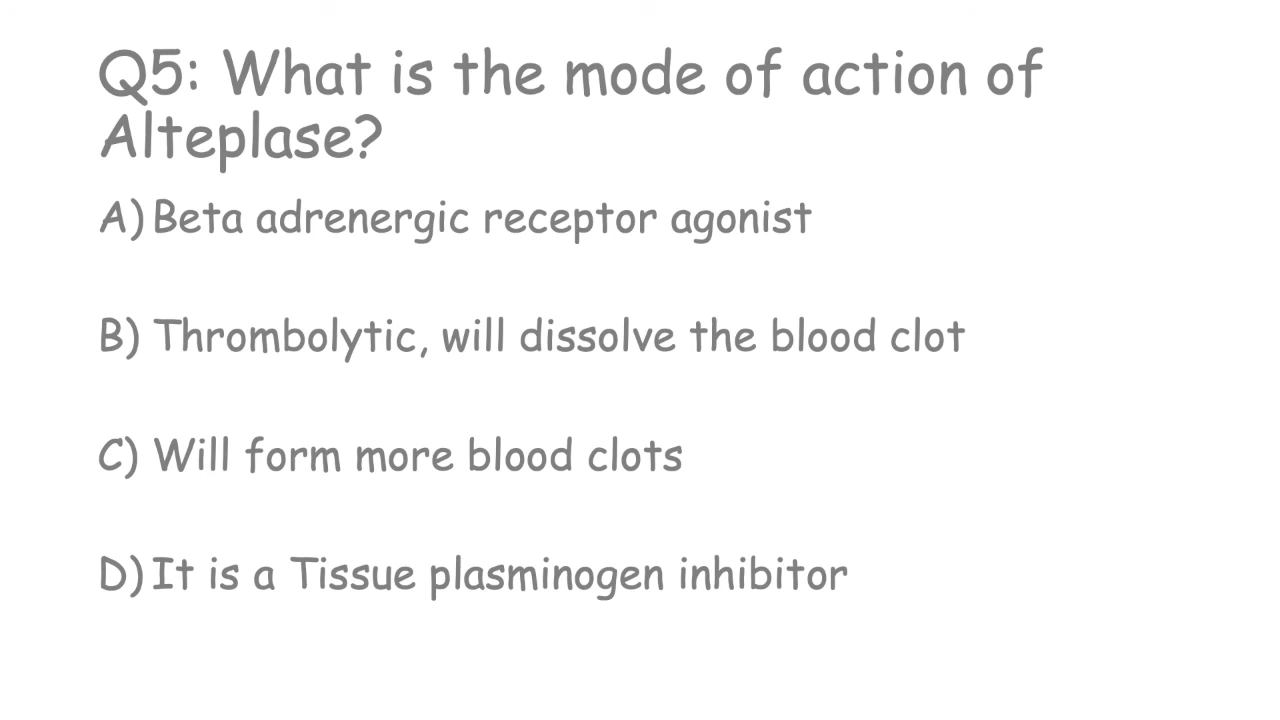 Q5: What is the mode of action of
Alteplase?
A) Beta adrenergic receptor agonist
B) Thrombolytic, will dissolve the blood clot
C) Will form more blood clots
D) It is a Tissue plasminogen inhibitor